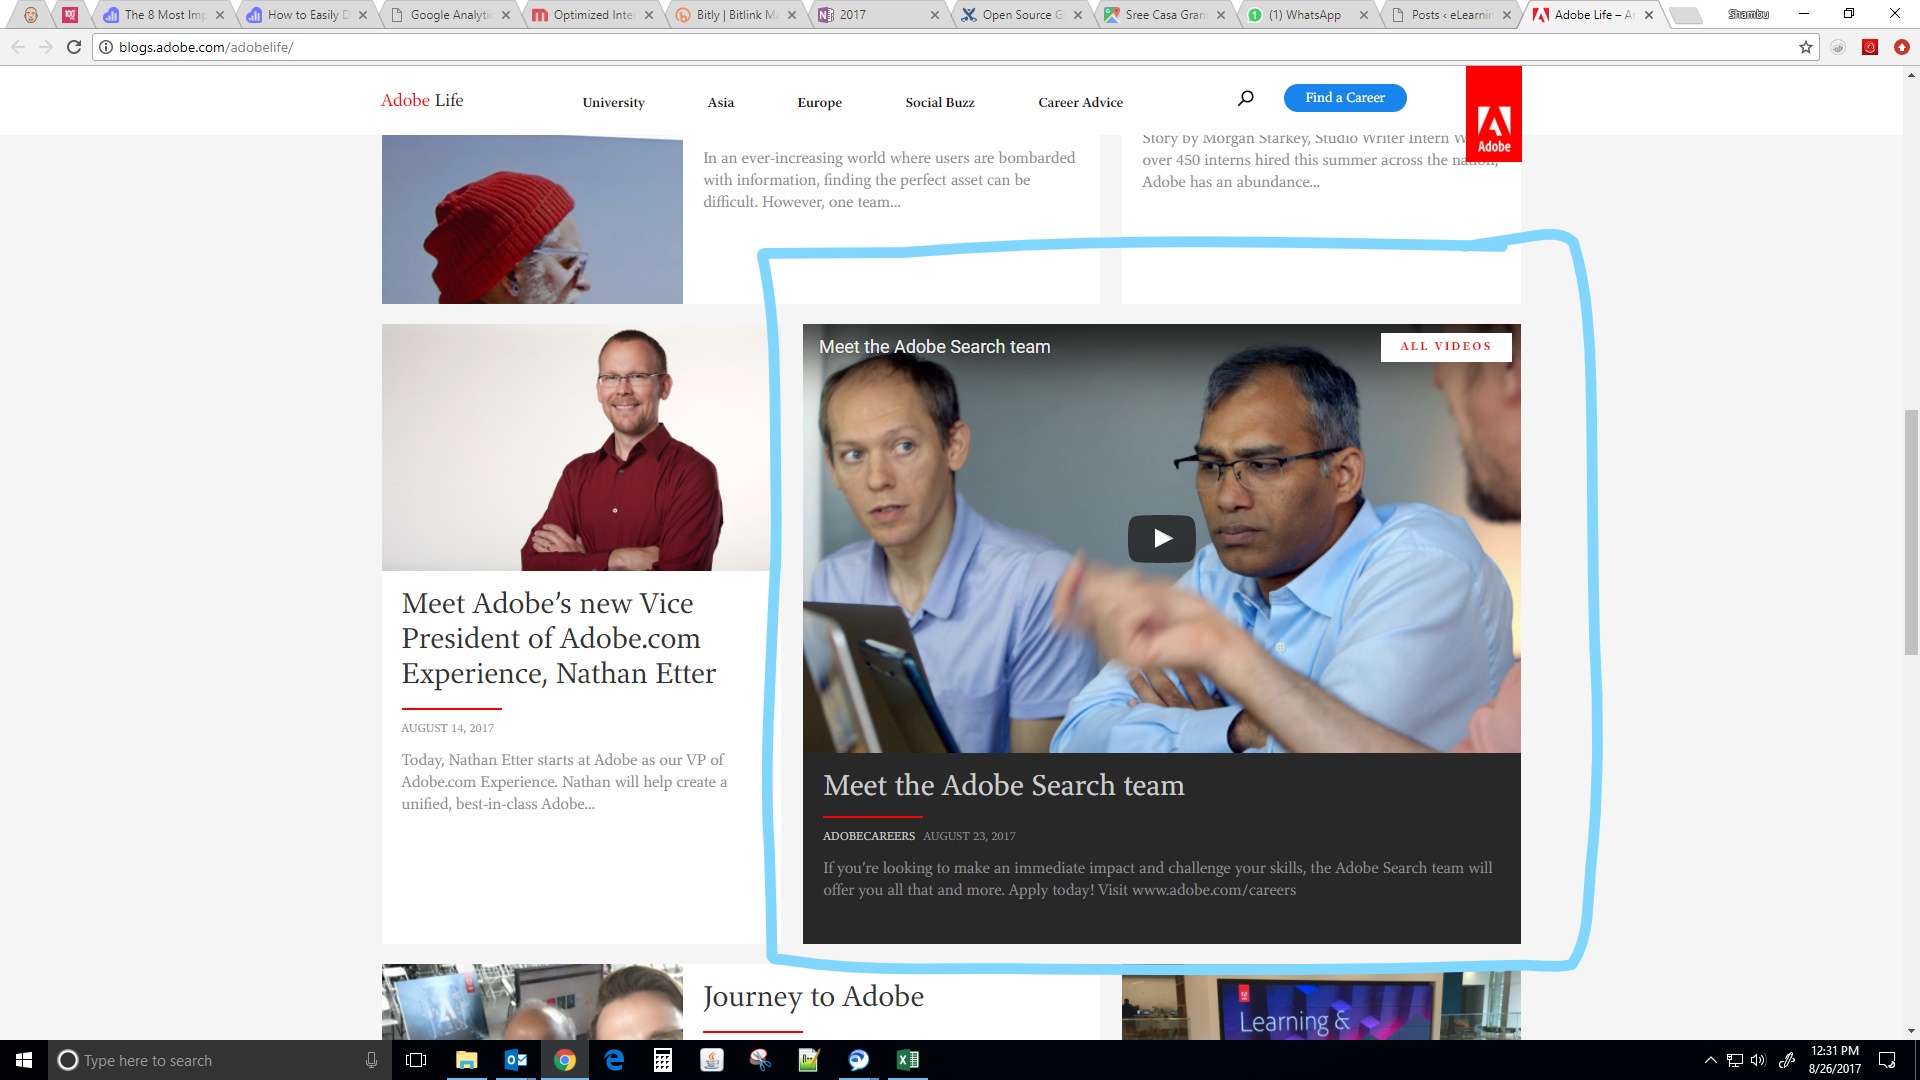 The 8 Most Imp
How to Easily D
Google Analytic
Optimized Inte
Bitly | Bitlink Ma
2017
Open Source G
Sree Casa Gran
(1) WhatsApp
Posts ‹ eLearnin
Adobe Life – A
Shambu
blogs.adobe.com/adobelife/
Adobe Life
University
Asia
Europe
Social Buzz
Career Advice
Find a Career
Adobe
In an ever-increasing world where users are bombarded
with information, finding the perfect asset can be
difficult. However, one team...
Story by Morgan Starkey, Studio Writer Intern W
over 450 interns hired this summer across the nation,
Adobe has an abundance...
Meet Adobe’s new Vice
President of Adobe.com
Experience, Nathan Etter
AUGUST 14, 2017
Today, Nathan Etter starts at Adobe as our VP of
Adobe.com Experience. Nathan will help create a
unified, best-in-class Adobe...
Meet the Adobe Search team
ALL VIDEOS
Meet the Adobe Search team
ADOBECAREERS AUGUST 23, 2017
If you’re looking to make an immediate impact and challenge your skills, the Adobe Search team will
offer you all that and more. Apply today! Visit www.adobe.com/careers
Journey to Adobe
Learning &
Type here to search
12:31 PM
8/26/2017